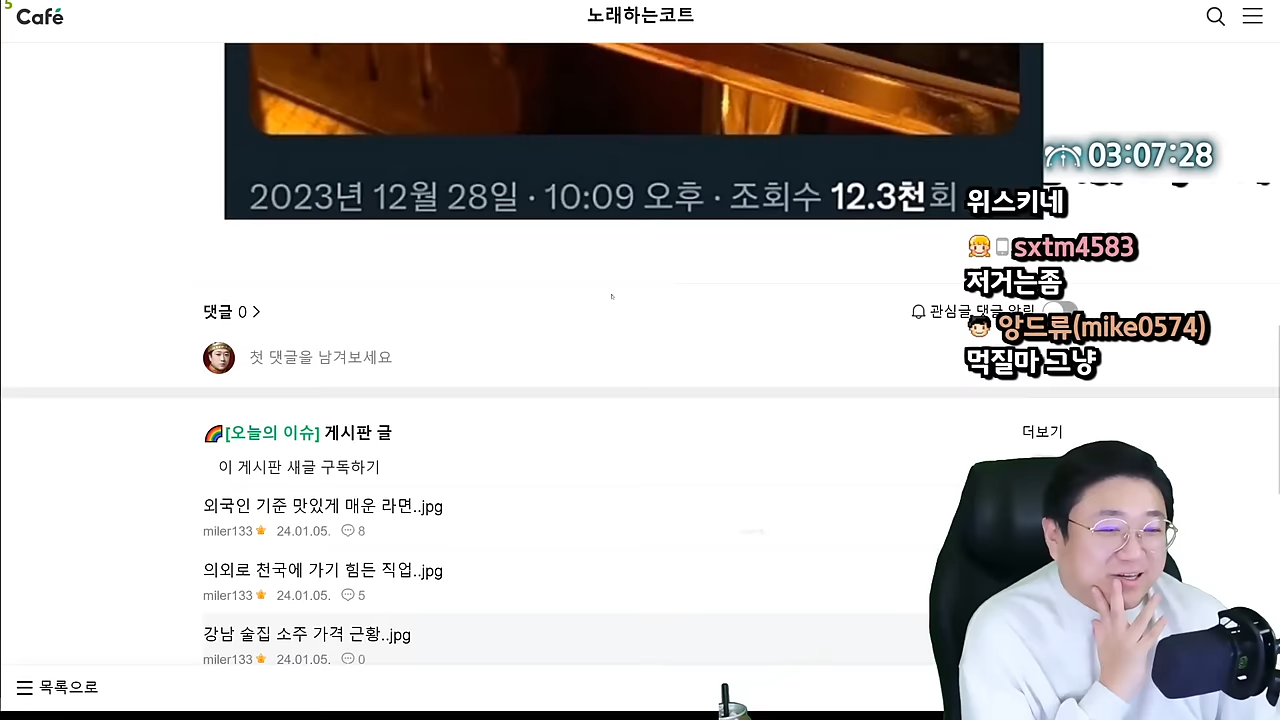 5
Café
노래하는코트
2023년 12월 28일 · 10:09 오후 · 조회수 12.3천회
03:07:28
위스키네
sxtm4583
저거는좀
앙드류(mike0574)
먹질마 그냥
댓글 0
관심글 댓글 알림
첫 댓글을 남겨보세요
[오늘의 이슈] 게시판 글
더보기
이 게시판 새글 구독하기
외국인 기준 맛있게 매운 라면..jpg
miler133 24.01.05. 8
의외로 천국에 가기 힘든 직업..jpg
miler133 24.01.05. 5
강남 술집 소주 가격 근황..jpg
miler133 24.01.05. 0
목록으로